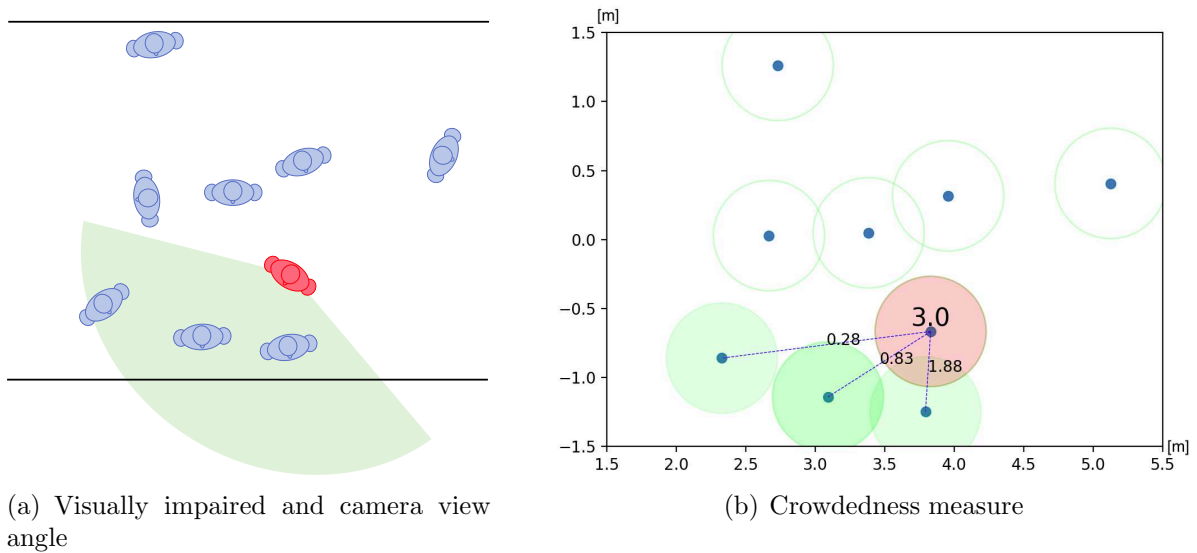 [m]
1.5
1.0
0.5
0.0
−0.5
−1.0
−1.5
3.0
0.28
0.83
1.88
1.5 2.0 2.5 3.0 3.5 4.0 4.5 5.0 5.5
[m]
(a) Visually impaired and camera view
angle
(b) Crowdedness measure